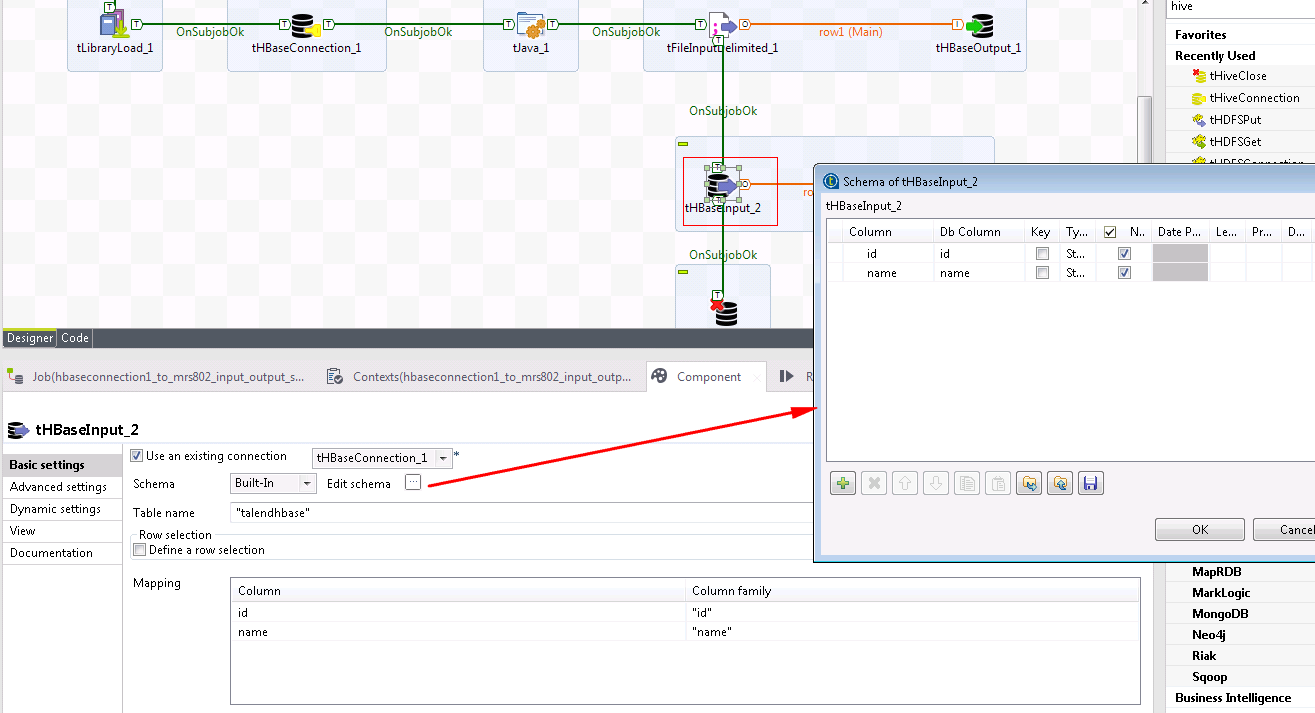 hive
tLibraryLoad_1
OnSubjobOk
tHBaseConnection_1
OnSubjobOk
tJava_1
OnSubjobOk
tFileInputDelimited_1
row1 (Main)
tHBaseOutput_1
OnSubjobOk
tHBaseInput_2
ro
OnSubjobOk
Favorites
Recently Used
tHiveClose
tHiveConnection
tHDFSPut
tHDFSGet
tHDFSConnection
Schema of tHBaseInput_2
tHBaseInput_2
Column Db Column Key Ty... N.. Date P... Le... Pr... D...
id id St...
name name St...
OK Cancel
Designer Code
Job(hbaseconnection1_to_mrs802_input_output_s... Contexts(hbaseconnection1_to_mrs802_input_outp... Component R
tHBaseInput_2
Basic settings
Advanced settings
Dynamic settings
View
Documentation
Use an existing connection tHBaseConnection_1 *
Schema Built-In Edit schema ...
Table name "talendhbase"
Row selection
Define a row selection
Mapping
Column Column family
id "id"
name "name"
MapRDB
MarkLogic
MongoDB
Neo4j
Riak
Sqoop
Business Intelligence